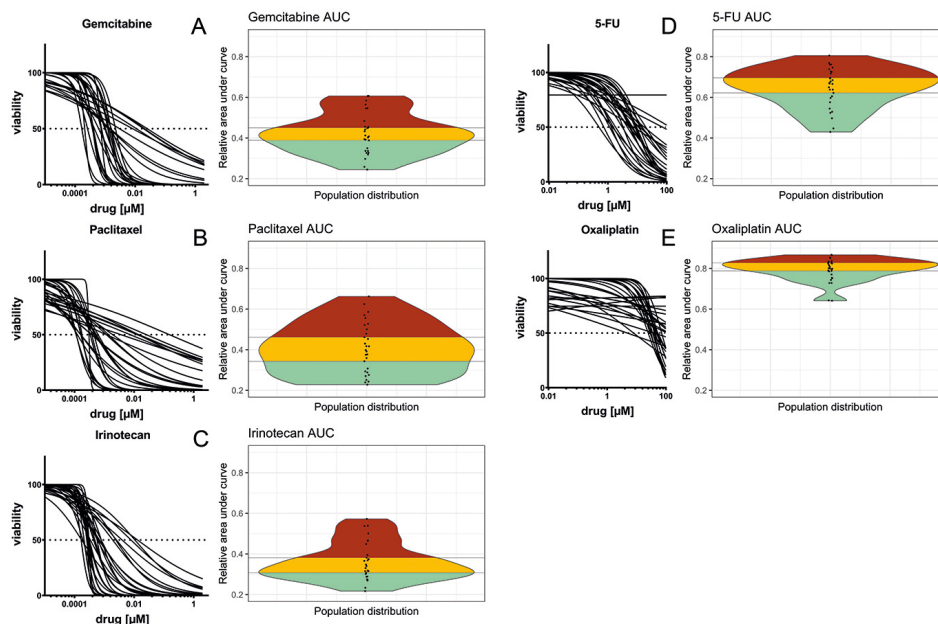 Gemcitabine
A
viability
100
50
0
0.0001
0.01
1
drug [µM]
Gemcitabine AUC
Relative area under curve
0.8
0.6
0.4
0.2
Population distribution
5-FU
D
viability
100
50
0
0.01
1
100
drug [µM]
5-FU AUC
Relative area under curve
0.8
0.6
0.4
0.2
Population distribution
Paclitaxel
B
viability
100
50
0
0.0001
0.01
1
drug [µM]
Paclitaxel AUC
Relative area under curve
0.8
0.6
0.4
0.2
Population distribution
Oxaliplatin
E
viability
100
50
0
0.01
1
100
drug [µM]
Oxaliplatin AUC
Relative area under curve
0.8
0.6
0.4
0.2
Population distribution
Irinotecan
C
viability
100
50
0
0.0001
0.01
1
drug [µM]
Irinotecan AUC
Relative area under curve
0.8
0.6
0.4
0.2
Population distribution